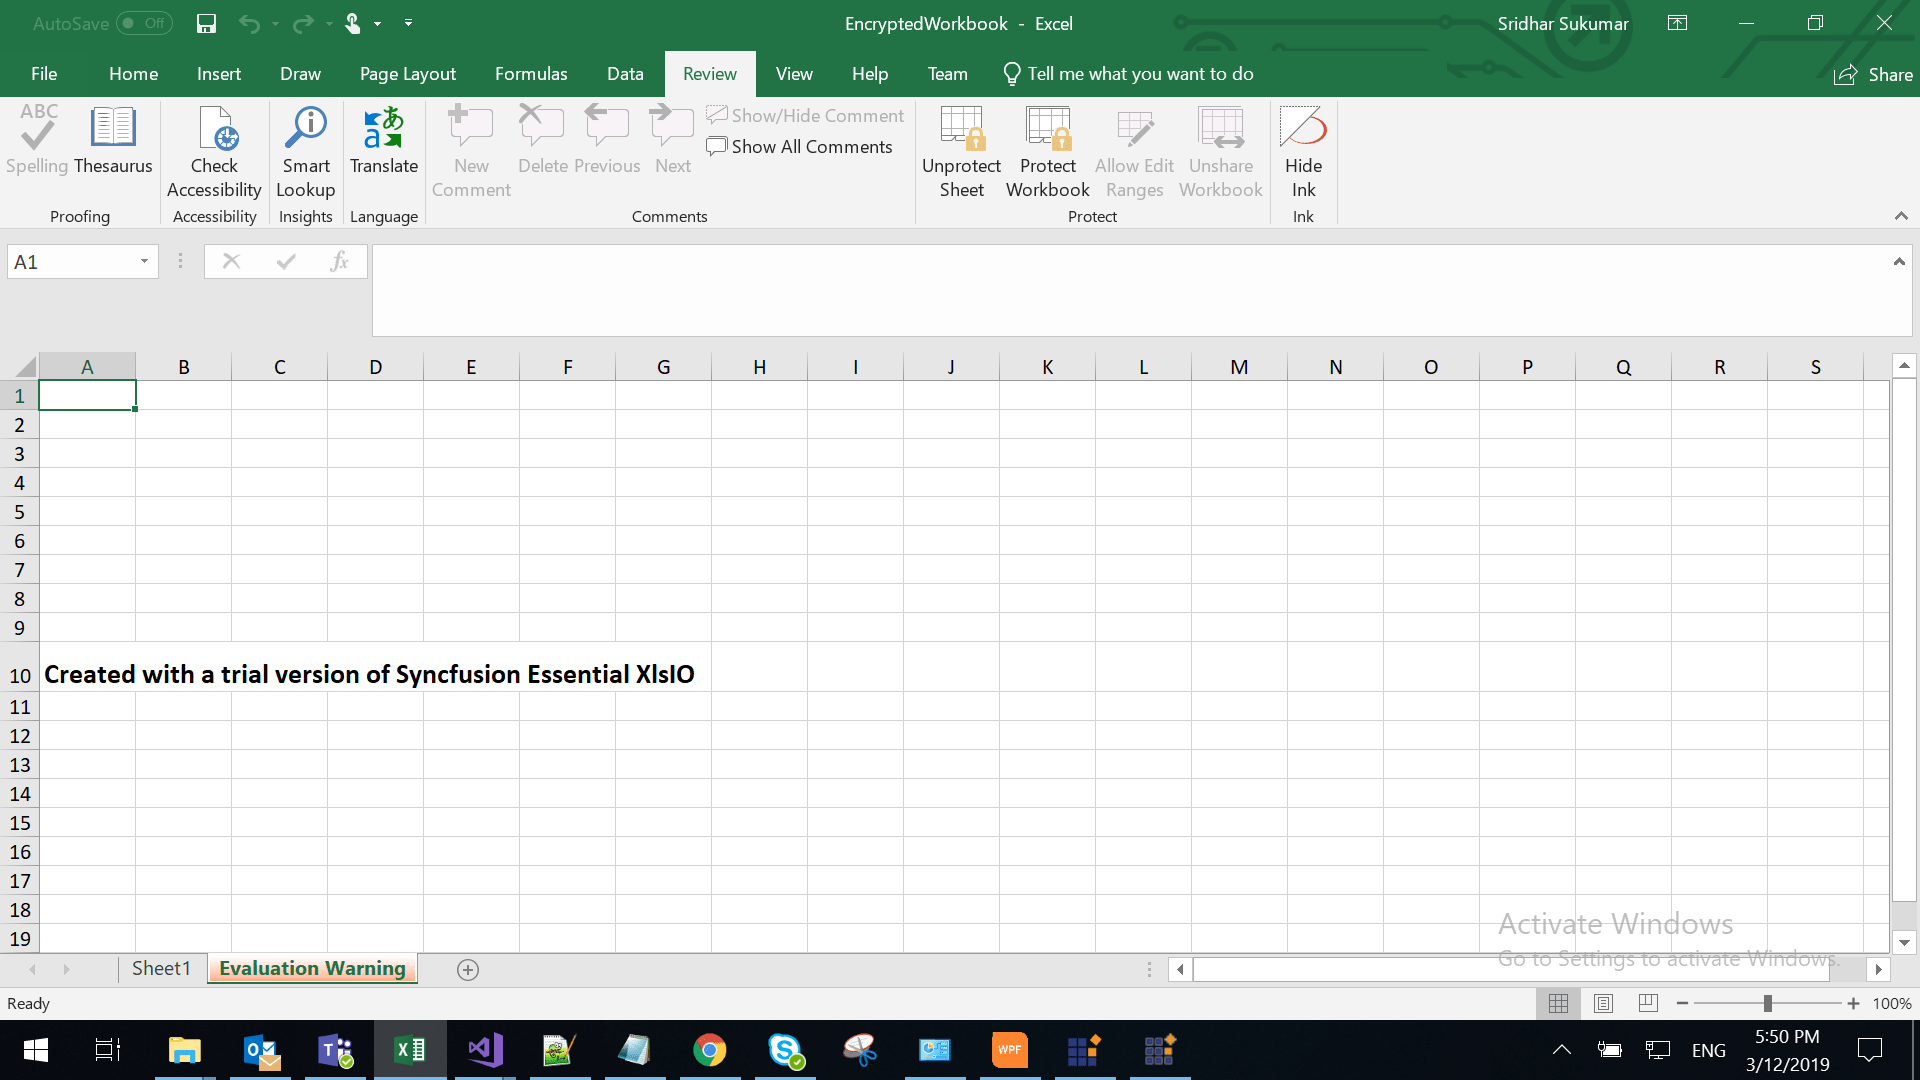 AutoSave Off
EncryptedWorkbook - Excel
Sridhar Sukumar
File Home Insert Draw Page Layout Formulas Data Review View Help Team Tell me what you want to do Share
ABC
Spelling Thesaurus
Proofing
Check
Accessibility
Accessibility
Smart
Lookup
Insights
a あ
Translate
Language
New
Comment
Delete Previous Next
Show/Hide Comment
Show All Comments
Comments
Unprotect
Sheet
Protect
Workbook
Allow Edit
Ranges
Unshare
Workbook
Protect
Hide
Ink
Ink
A1 fx
A B C D E F G H I J K L M N O P Q R S
1
2
3
4
5
6
7
8
9
10 Created with a trial version of Syncfusion Essential XlsIO
11
12
13
14
15
16
17
18
19
Activate Windows
Go to Settings to activate Windows.
Sheet1 Evaluation Warning
Ready 100%
WPF
ENG
5:50 PM
3/12/2019